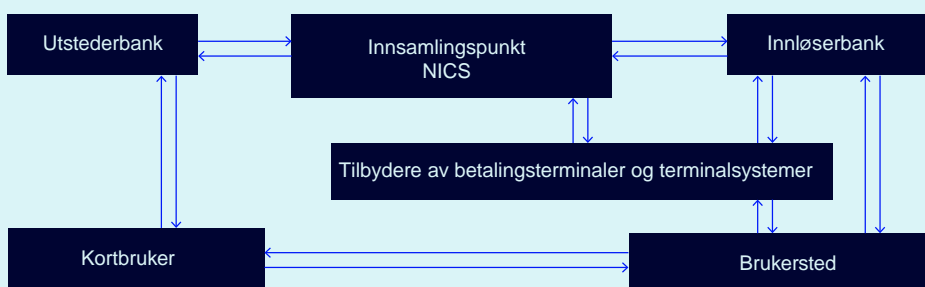 Utstederbank
Innsamlingspunkt
NICS
Innløserbank
Tilbydere av betalingsterminaler og terminalsystemer
Kortbruker
Brukersted